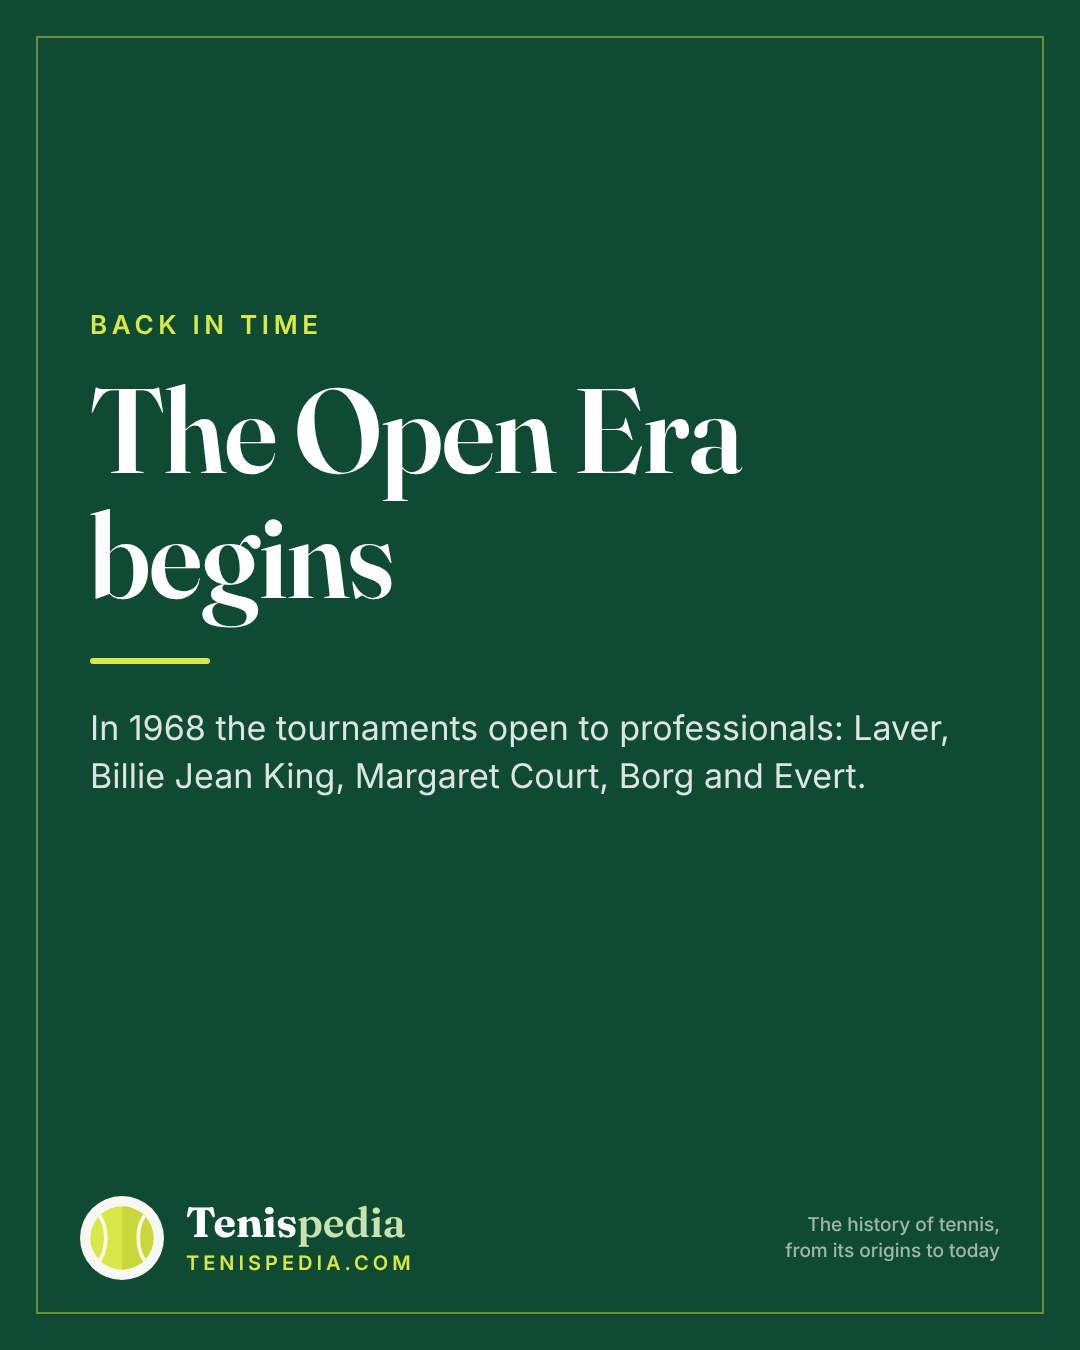 BACK IN TIME
The Open Era
begins
In 1968 the tournaments open to professionals: Laver,
Billie Jean King, Margaret Court, Borg and Evert.
Tenispedia
TENISPEDIA.COM
The history of tennis,
from its origins to today